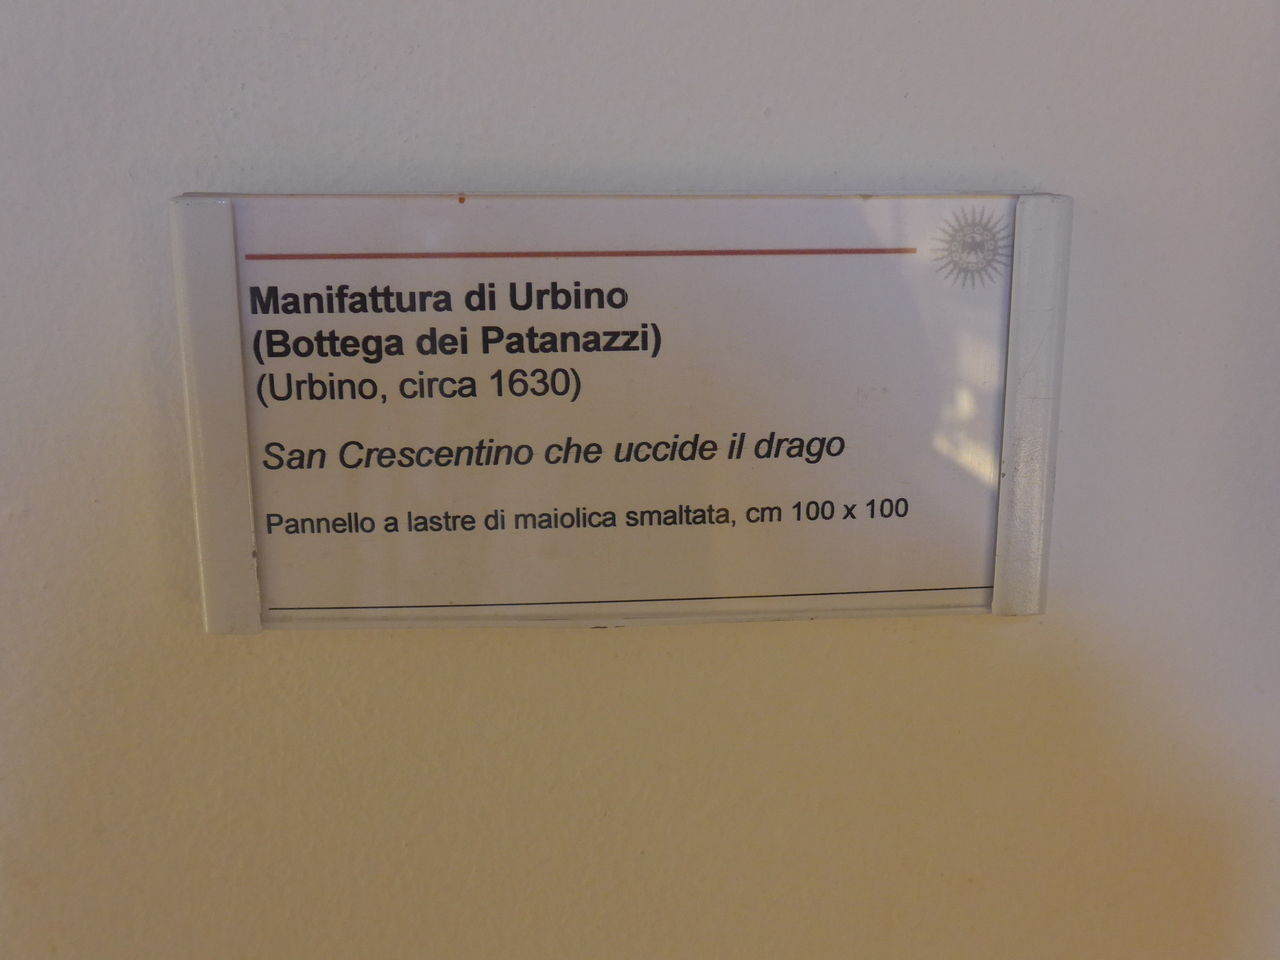 Manifattura di Urbino
(Bottega dei Patanazzi)
(Urbino, circa 1630)
San Crescentino che uccide il drago
Pannello a lastre di maiolica smaltata, cm 100 x 100